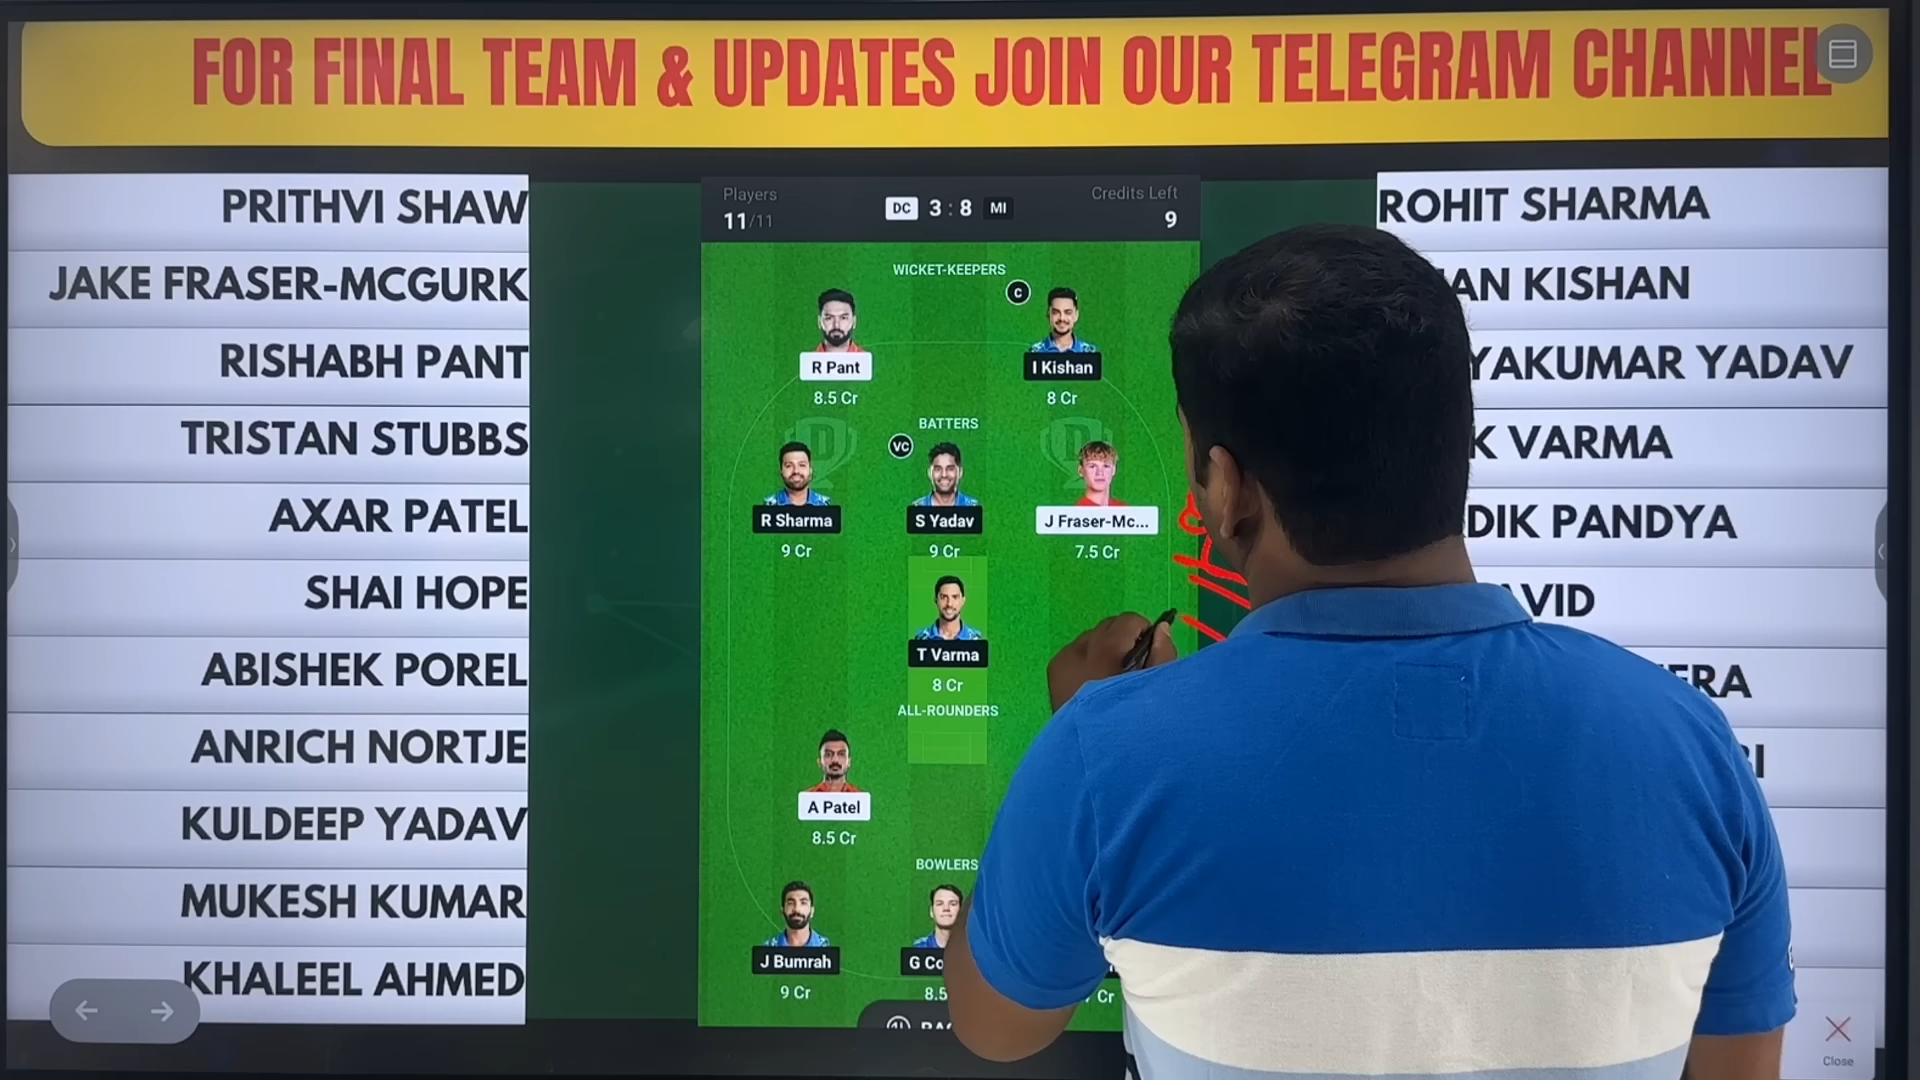 FOR FINAL TEAM & UPDATES JOIN OUR TELEGRAM CHANNEL
PRITHVI SHAW
JAKE FRASER-MCGURK
RISHABH PANT
TRISTAN STUBBS
AXAR PATEL
SHAI HOPE
ABISHEK POREL
ANRICH NORTJE
KULDEEP YADAV
MUKESH KUMAR
KHALEEL AHMED
Players
11/11
DC 3 : 8 MI
Credits Left
9
WICKET-KEEPERS
C
R Pant
I Kishan
8.5 Cr
8 Cr
BATTERS
VC
R Sharma
S Yadav
J Fraser-Mc...
9 Cr
9 Cr
7.5 Cr
T Varma
8 Cr
ALL-ROUNDERS
A Patel
8.5 Cr
BOWLERS
J Bumrah
G Co
9 Cr
8.5
Cr
ROHIT SHARMA
AN KISHAN
YAKUMAR YADAV
K VARMA
DIK PANDYA
VID
ERA
Close